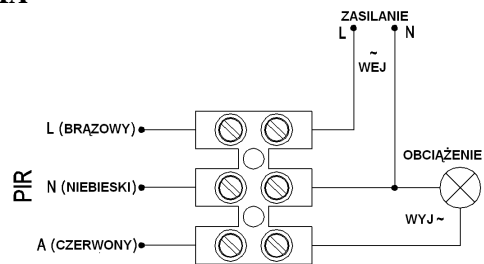 ZASILANIE
L N
~
WEJ
L (BRĄZOWY)
OBCIĄŻENIE
PIR
N (NIEBIESKI)
WYJ ~
A (CZERWONY)